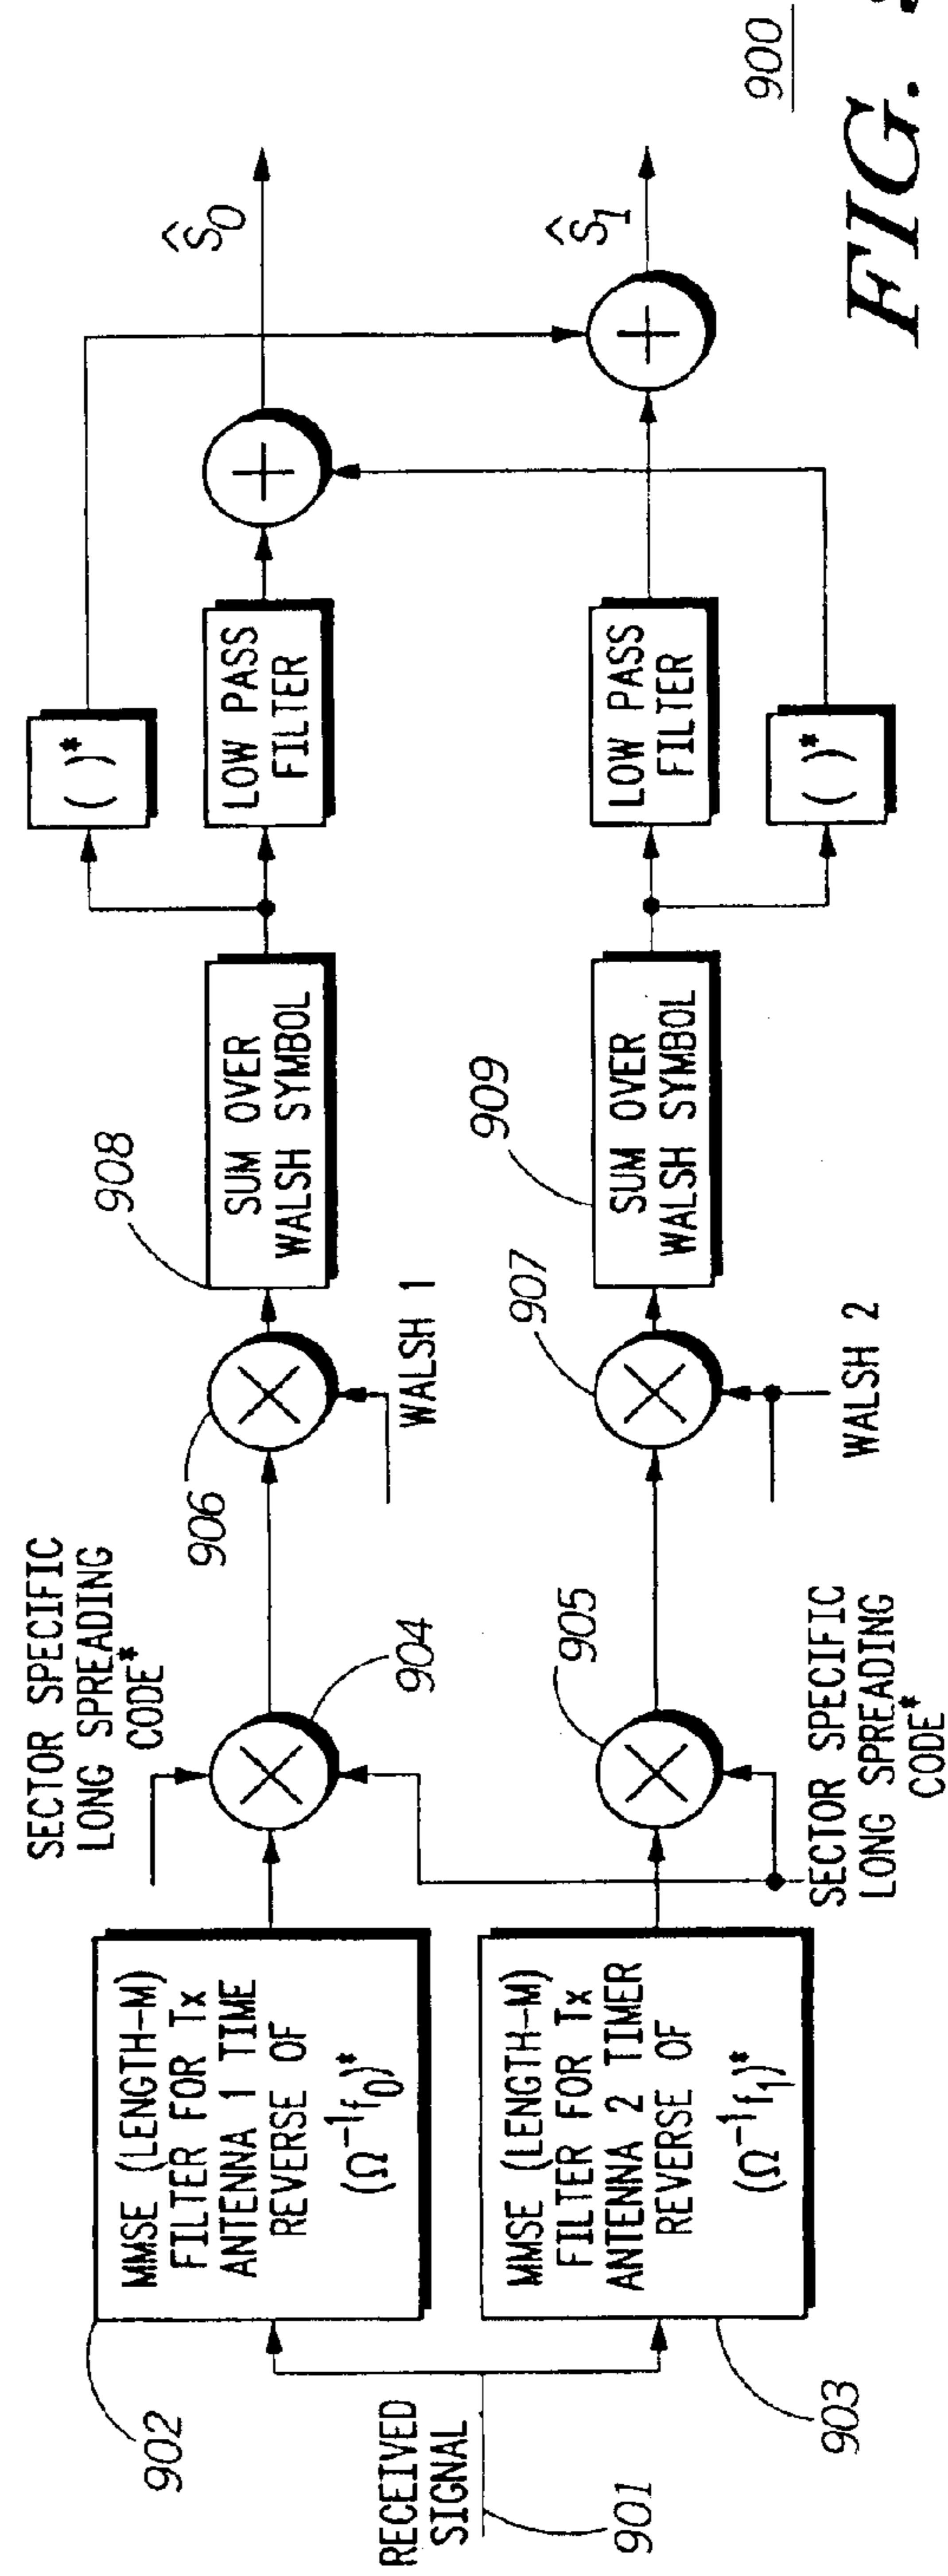 RECEIVED
SIGNAL
901
902
MMSE (LENGTH-M)
FILTER FOR Tx
ANTENNA 1 TIME
REVERSE OF
(Ω⁻¹f₀)*
903
MMSE (LENGTH-M)
FILTER FOR Tx
ANTENNA 2 TIMER
REVERSE OF
(Ω⁻¹f₁)*
SECTOR SPECIFIC
LONG SPREADING
CODE*
904
905
SECTOR SPECIFIC
LONG SPREADING
CODE*
906
WALSH 1
907
WALSH 2
908
SUM OVER
WALSH SYMBOL
909
SUM OVER
WALSH SYMBOL
( )*
LOW PASS
FILTER
LOW PASS
FILTER
( )*
+
+
Ŝ₀
Ŝ₁
900
FIG.